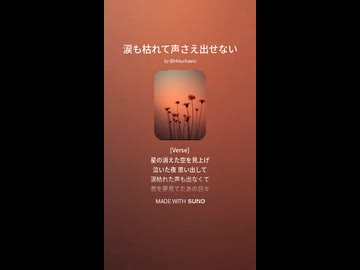 涙も枯れて声さえ出せない
[Verse]
星の消えた空を見上げ
泣いた夜 思い出して
涙枯れた声も出なくて
君を夢見てたあの日々
MADE WITH SUNO